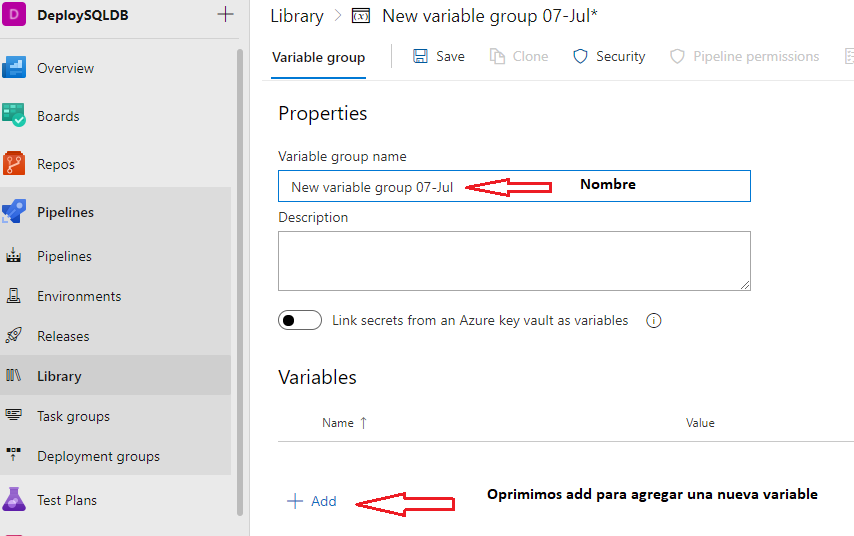 D DeploySQLDB
Overview
Boards
Repos
Pipelines
Pipelines
Environments
Releases
Library
Task groups
Deployment groups
Test Plans
Library > New variable group 07-Jul*
Variable group Save Clone Security Pipeline permissions
Properties
Variable group name
New variable group 07-Jul Nombre
Description
Link secrets from an Azure key vault as variables
Variables
Name ↑ Value
+ Add Oprimimos add para agregar una nueva variable